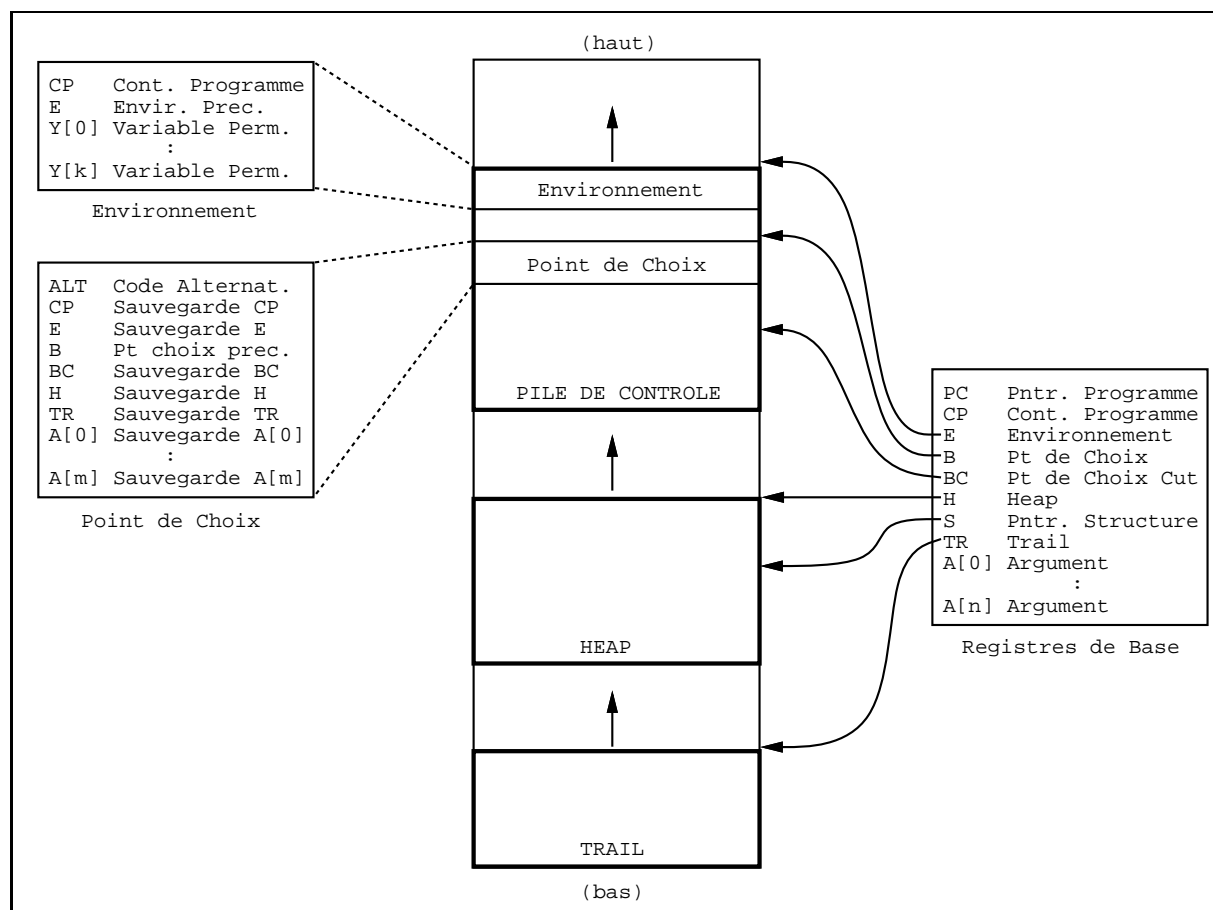 (haut)
CP Cont. Programme
E Envir. Prec.
Y[0] Variable Perm.
:
Y[k] Variable Perm.
Environnement
Environnement
Point de Choix
ALT Code Alternat.
CP Sauvegarde CP
E Sauvegarde E
B Pt choix prec.
BC Sauvegarde BC
H Sauvegarde H
TR Sauvegarde TR
A[0] Sauvegarde A[0]
:
A[m] Sauvegarde A[m]
Point de Choix
PILE DE CONTROLE
PC Pntr. Programme
CP Cont. Programme
E Environnement
B Pt de Choix
BC Pt de Choix Cut
H Heap
S Pntr. Structure
TR Trail
A[0] Argument
:
A[n] Argument
Registres de Base
HEAP
TRAIL
(bas)